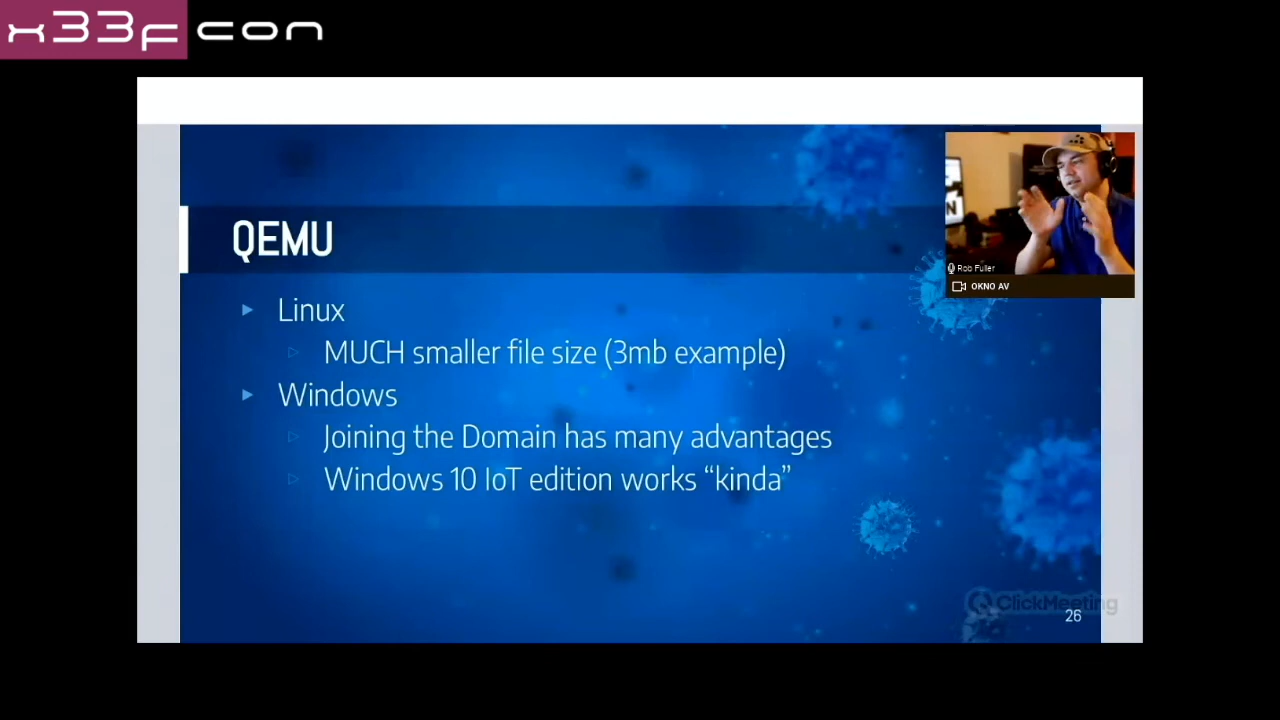 x33fcon
QEMU
Rob Fuller
OKNO AV
Linux
MUCH smaller file size (3mb example)
Windows
Joining the Domain has many advantages
Windows 10 IoT edition works “kinda”
ClickMeeting
26